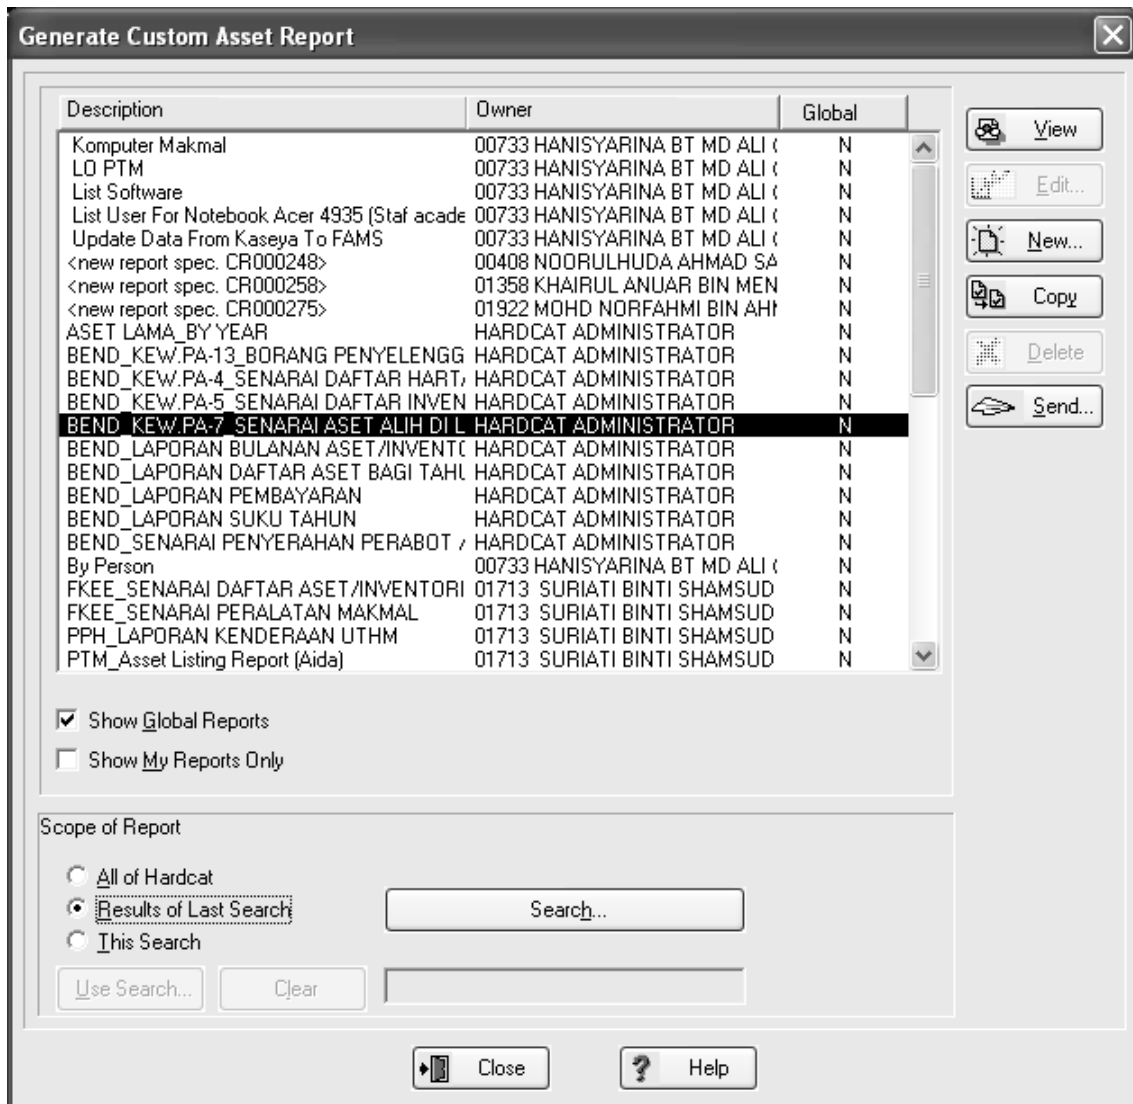 Generate Custom Asset Report
Description Owner Global
Komputer Makmal 00733 HANISYARINA BT MD ALI ( N
LO PTM 00733 HANISYARINA BT MD ALI ( N
List Software 00733 HANISYARINA BT MD ALI ( N
List User For Notebook Acer 4935 (Staf acade 00733 HANISYARINA BT MD ALI ( N
Update Data From Kaseya To FAMS 00733 HANISYARINA BT MD ALI ( N
<new report spec. CR000248> 00408 NOORULHUDA AHMAD SA N
<new report spec. CR000258> 01358 KHAIRUL ANUAR BIN MEN N
<new report spec. CR000275> 01922 MOHD NORFAHMI BIN AHM N
ASET LAMA_BY YEAR HARDCAT ADMINISTRATOR N
BEND_KEW.PA-13_BORANG PENYELENGG HARDCAT ADMINISTRATOR N
BEND_KEW.PA-4_SENARAI DAFTAR HARTA HARDCAT ADMINISTRATOR N
BEND_KEW.PA-5_SENARAI DAFTAR INVEN HARDCAT ADMINISTRATOR N
BEND_KEW.PA-7_SENARAI ASET ALIH DI L HARDCAT ADMINISTRATOR N
BEND_LAPORAN BULANAN ASET/INVENTO HARDCAT ADMINISTRATOR N
BEND_LAPORAN DAFTAR ASET BAGI TAHU HARDCAT ADMINISTRATOR N
BEND_LAPORAN PEMBAYARAN HARDCAT ADMINISTRATOR N
BEND_LAPORAN SUKU TAHUN HARDCAT ADMINISTRATOR N
BEND_SENARAI PENYERAHAN PERABOT / HARDCAT ADMINISTRATOR N
By Person 00733 HANISYARINA BT MD ALI ( N
FKEE_SENARAI DAFTAR ASET/INVENTORI 01713 SURIATI BINTI SHAMSUD N
FKEE_SENARAI PERALATAN MAKMAL 01713 SURIATI BINTI SHAMSUD N
PPH_LAPORAN KENDERAAN UTHM 01713 SURIATI BINTI SHAMSUD N
PTM_Asset Listing Report (Aida) 01713 SURIATI BINTI SHAMSUD N
View
Edit...
New...
Copy
Delete
Send...
Show Global Reports
Show My Reports Only
Scope of Report
All of Hardcat
Results of Last Search
This Search
Search...
Use Search... Clear
Close Help